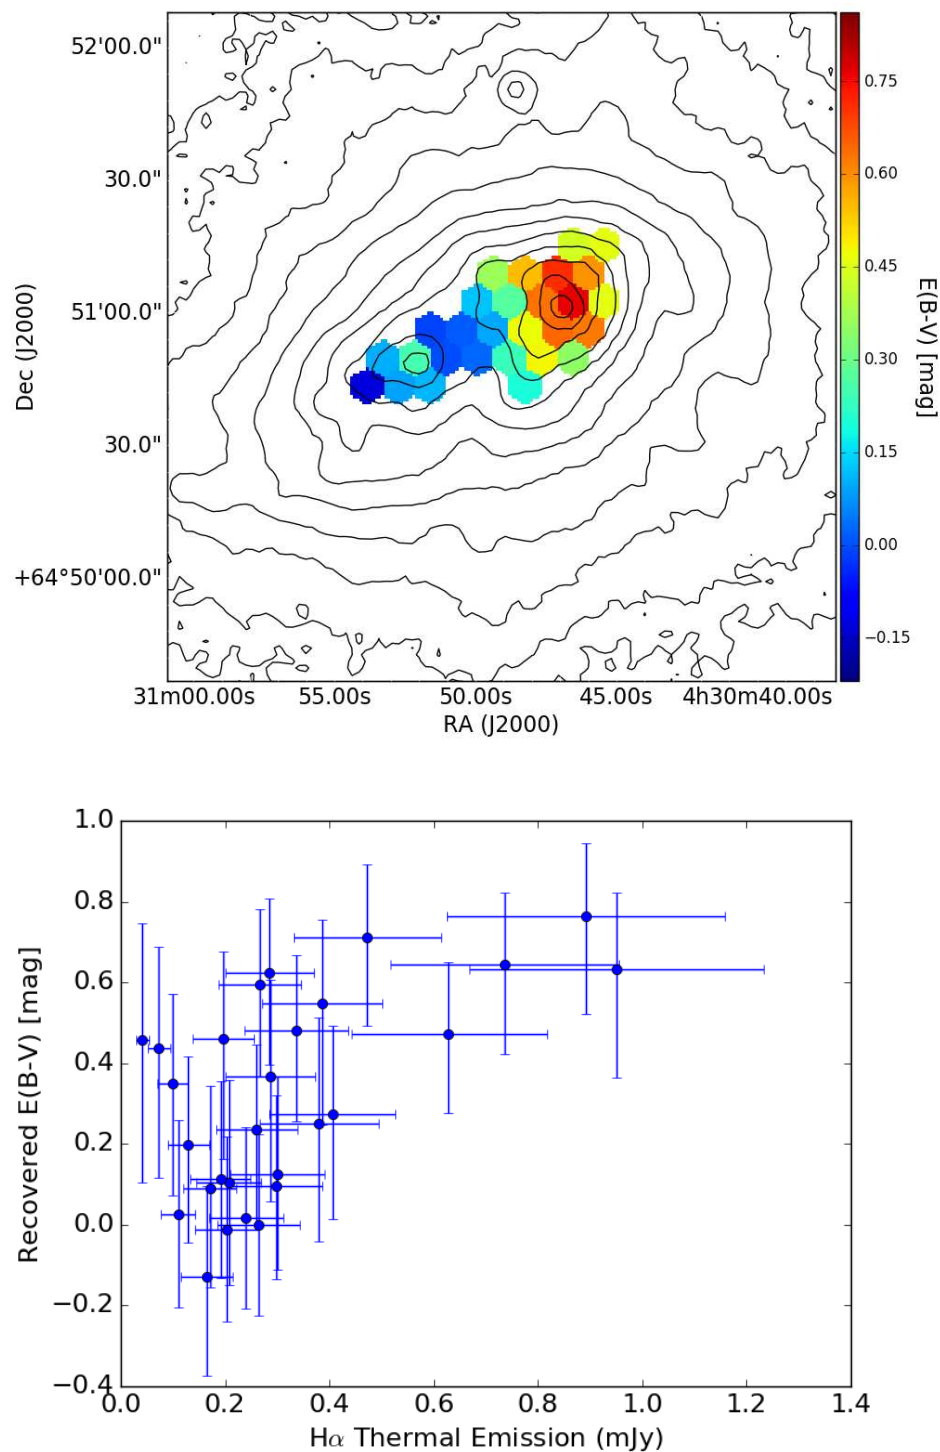 52'00.0"
30.0"
51'00.0"
30.0"
+64°50'00.0"
Dec (J2000)
31m00.00s 55.00s 50.00s 45.00s 4h30m40.00s
RA (J2000)
0.75
0.60
0.45
0.30
0.15
0.00
−0.15
E(B-V) [mag]
1.0
0.8
0.6
0.4
0.2
0.0
−0.2
−0.4
Recovered E(B-V) [mag]
0.0 0.2 0.4 0.6 0.8 1.0 1.2 1.4
Hα Thermal Emission (mJy)